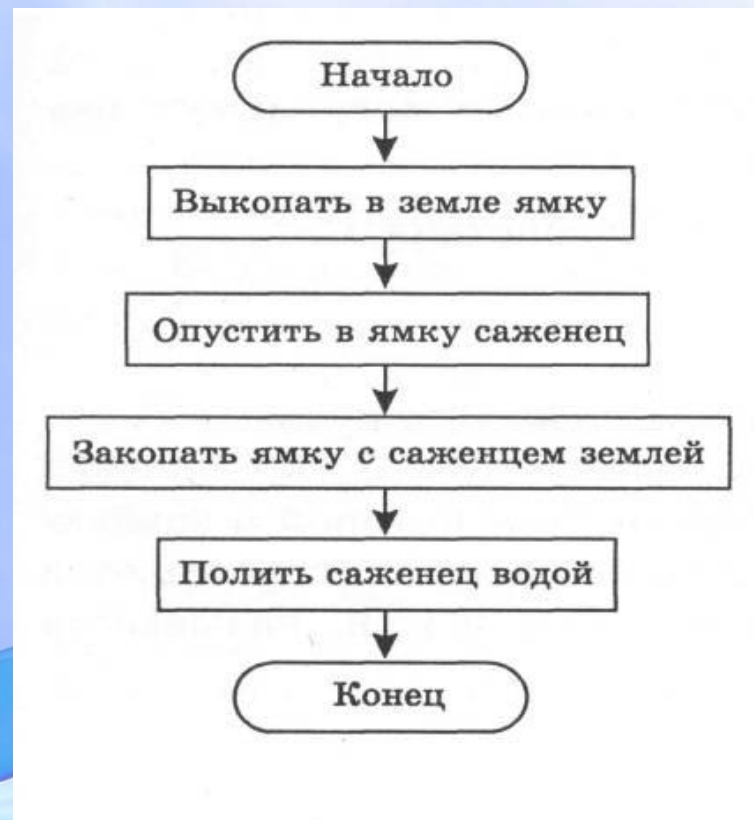 Начало
Выкопать в земле ямку
Опустить в ямку саженец
Закопать ямку с саженцем землей
Полить саженец водой
Конец